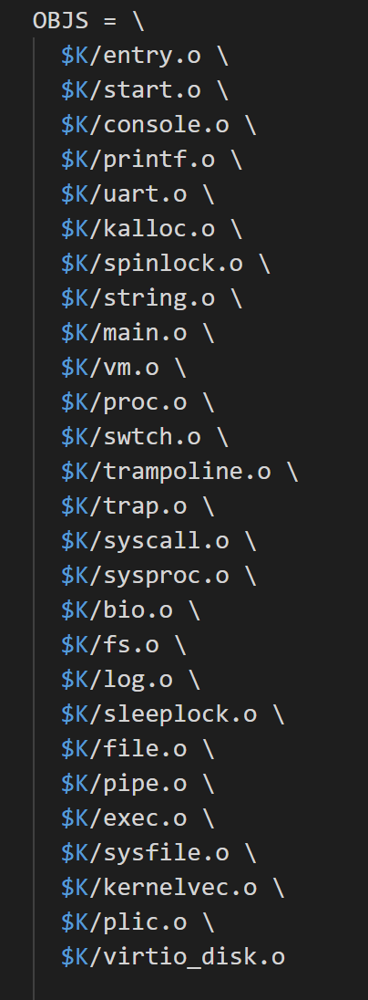 OBJS = \
  $K/entry.o \
  $K/start.o \
  $K/console.o \
  $K/printf.o \
  $K/uart.o \
  $K/kalloc.o \
  $K/spinlock.o \
  $K/string.o \
  $K/main.o \
  $K/vm.o \
  $K/proc.o \
  $K/swtch.o \
  $K/trampoline.o \
  $K/trap.o \
  $K/syscall.o \
  $K/sysproc.o \
  $K/bio.o \
  $K/fs.o \
  $K/log.o \
  $K/sleeplock.o \
  $K/file.o \
  $K/pipe.o \
  $K/exec.o \
  $K/sysfile.o \
  $K/kernelvec.o \
  $K/plic.o \
  $K/virtio_disk.o